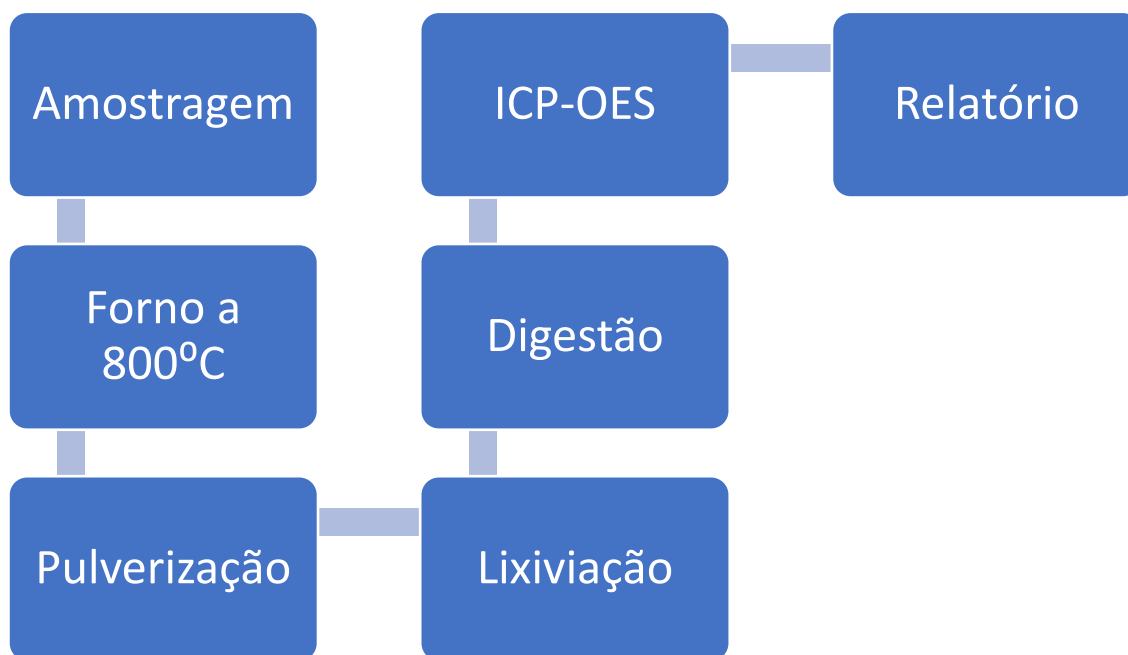 Amostragem
Forno a
800ºC
Pulverização
Lixiviação
Digestão
ICP-OES
Relatório